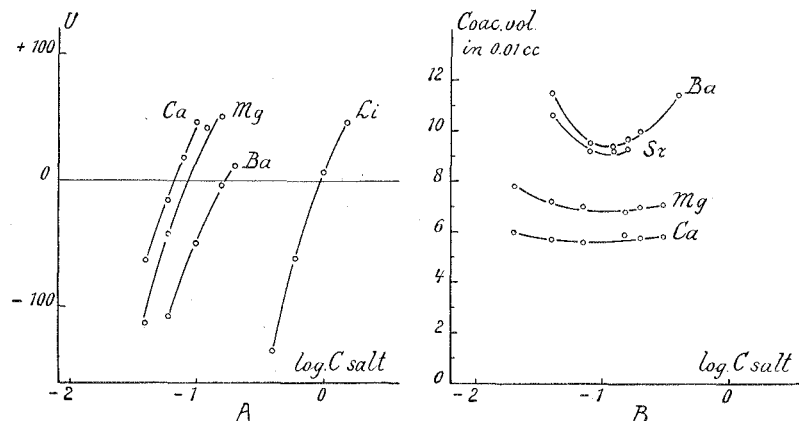 U
+ 100
0
- 100
Ca
Mg
Ba
Li
log. C salt
-2
-1
0
A
Coac. vol.
in 0.01 cc
12
10
8
6
4
2
0
Ba
Sr
Mg
Ca
log. C salt
-2
-1
0
B